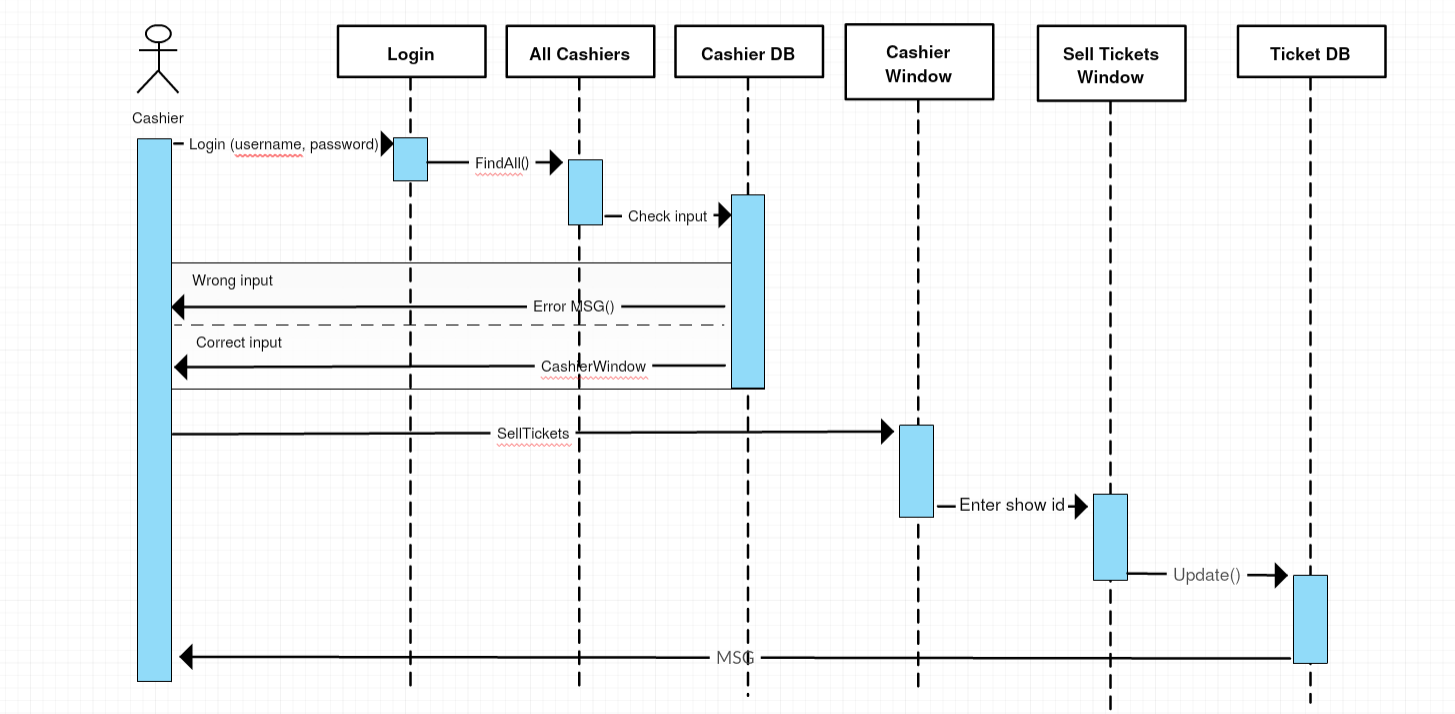 Login
All Cashiers
Cashier DB
Cashier
Window
Sell Tickets
Window
Ticket DB
Cashier
Login (username, password)
FindAll()
Check input
Wrong input
Error MSG()
Correct input
CashierWindow
SellTickets
Enter show id
Update()
MSG